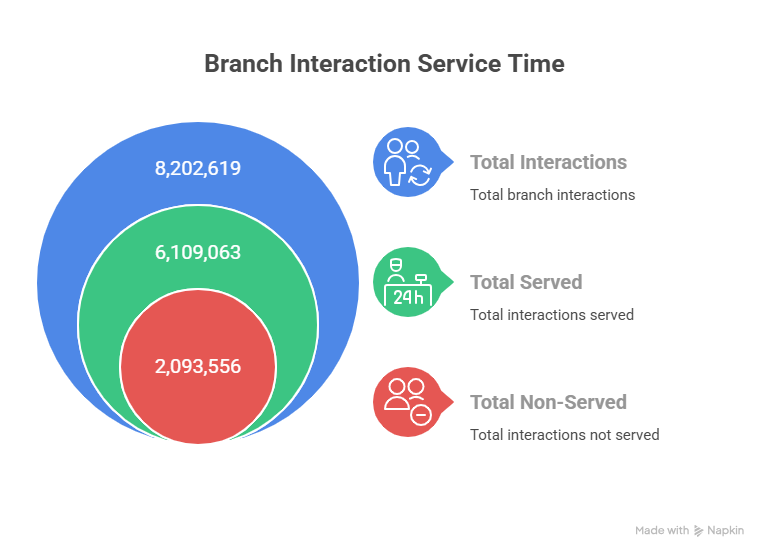 Branch Interaction Service Time
8,202,619
Total Interactions
Total branch interactions
6,109,063
24h
Total Served
Total interactions served
2,093,556
Total Non-Served
Total interactions not served
Made with Napkin